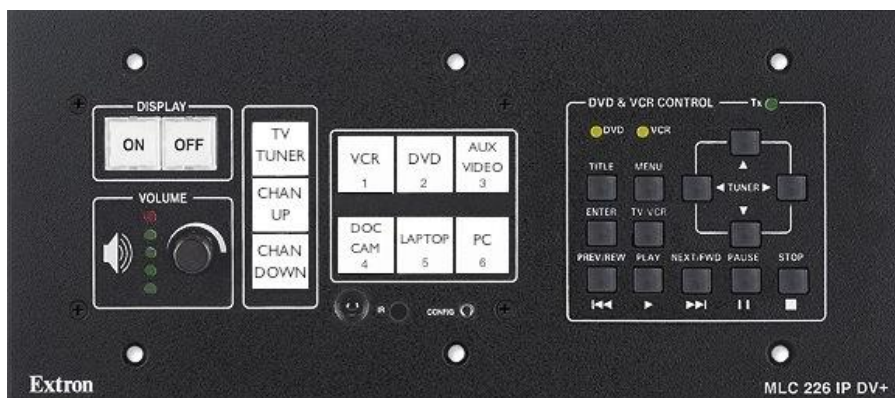 DISPLAY
ON OFF
VOLUME
TV
TUNER
CHAN
UP
CHAN
DOWN
VCR
1
DVD
2
AUX
VIDEO
3
DOC
CAM
4
LAPTOP
5
PC
6
IR
CONFIG
DVD & VCR CONTROL
Tx
DVD VCR
TITLE MENU
TUNER
ENTER TV/VCR
PREV/REW PLAY NEXT/FWD PAUSE STOP
Extron
MLC 226 IP DV+